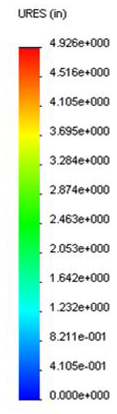 URES (in)
4.926e+000
4.516e+000
4.105e+000
3.695e+000
3.284e+000
2.874e+000
2.463e+000
2.053e+000
1.642e+000
1.232e+000
8.211e-001
4.105e-001
0.000e+000